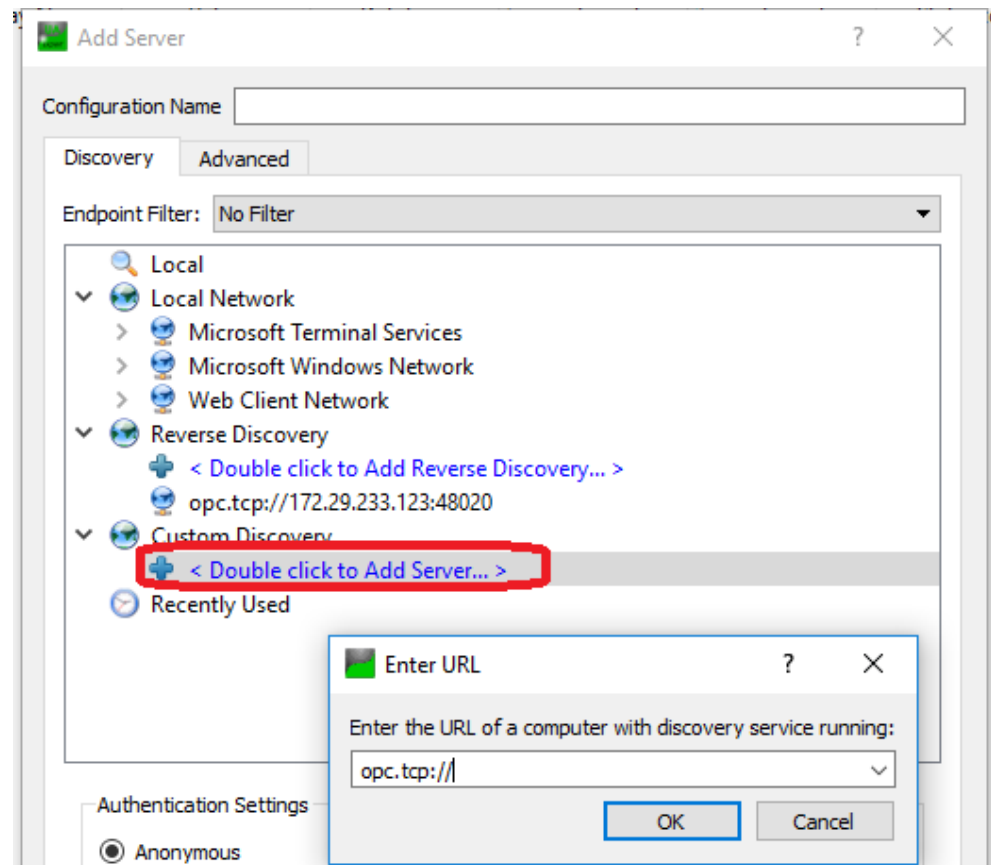 Add Server
?
Configuration Name
Discovery
Advanced
Endpoint Filter: No Filter
Local
Local Network
Microsoft Terminal Services
Microsoft Windows Network
Web Client Network
Reverse Discovery
< Double click to Add Reverse Discovery... >
opc.tcp://172.29.233.123:48020
Custom Discovery
< Double click to Add Server... >
Recently Used
Enter URL
?
Enter the URL of a computer with discovery service running:
opc.tcp://
OK
Cancel
Authentication Settings
Anonymous